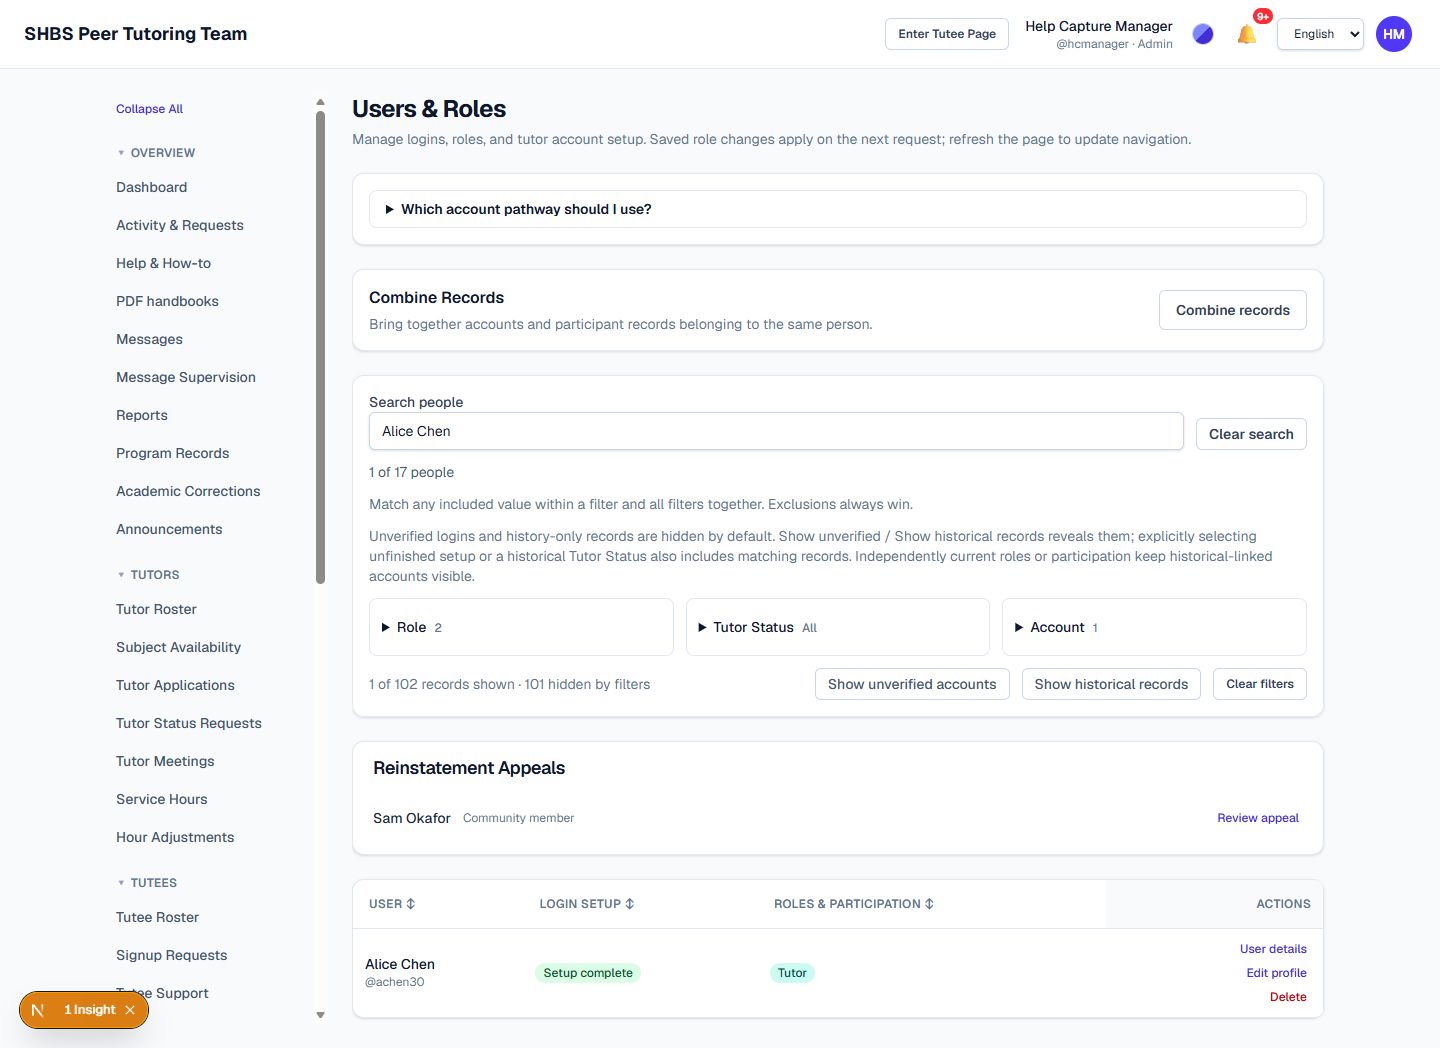 SHBS Peer Tutoring Team
Enter Tutee Page
Help Capture Manager
@hcmanager · Admin
9+
English
HM
Collapse All
OVERVIEW
Dashboard
Activity & Requests
Help & How-to
PDF handbooks
Messages
Message Supervision
Reports
Program Records
Academic Corrections
Announcements
TUTORS
Tutor Roster
Subject Availability
Tutor Applications
Tutor Status Requests
Tutor Meetings
Service Hours
Hour Adjustments
TUTEES
Tutee Roster
Signup Requests
Tutee Support
N 1 Insight
Users & Roles
Manage logins, roles, and tutor account setup. Saved role changes apply on the next request; refresh the page to update navigation.
Which account pathway should I use?
Combine Records
Bring together accounts and participant records belonging to the same person.
Combine records
Search people
Alice Chen
Clear search
1 of 17 people
Match any included value within a filter and all filters together. Exclusions always win.
Unverified logins and history-only records are hidden by default. Show unverified / Show historical records reveals them; explicitly selecting
unfinished setup or a historical Tutor Status also includes matching records. Independently current roles or participation keep historical-linked
accounts visible.
Role 2
Tutor Status All
Account 1
1 of 102 records shown · 101 hidden by filters
Show unverified accounts
Show historical records
Clear filters
Reinstatement Appeals
Sam Okafor Community member
Review appeal
USER LOGIN SETUP ROLES & PARTICIPATION ACTIONS
Alice Chen
@achen30
Setup complete
Tutor
User details
Edit profile
Delete